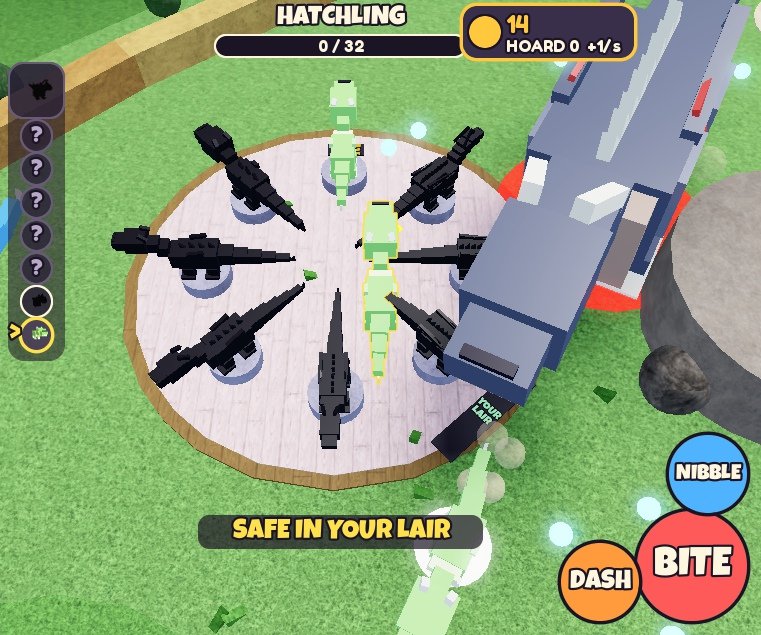 HATCHLING
0 / 32
14
HOARD 0 +1/s
?
?
?
?
?
>
YOUR
LAIR
SAFE IN YOUR LAIR
NIBBLE
BITE
DASH